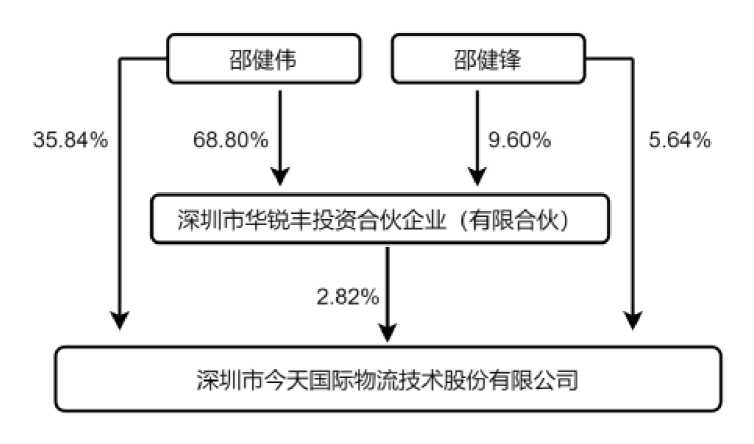 邵健伟
邵健锋
35.84%
68.80%
9.60%
5.64%
深圳市华锐丰投资合伙企业（有限合伙）
2.82%
深圳市今天国际物流技术股份有限公司